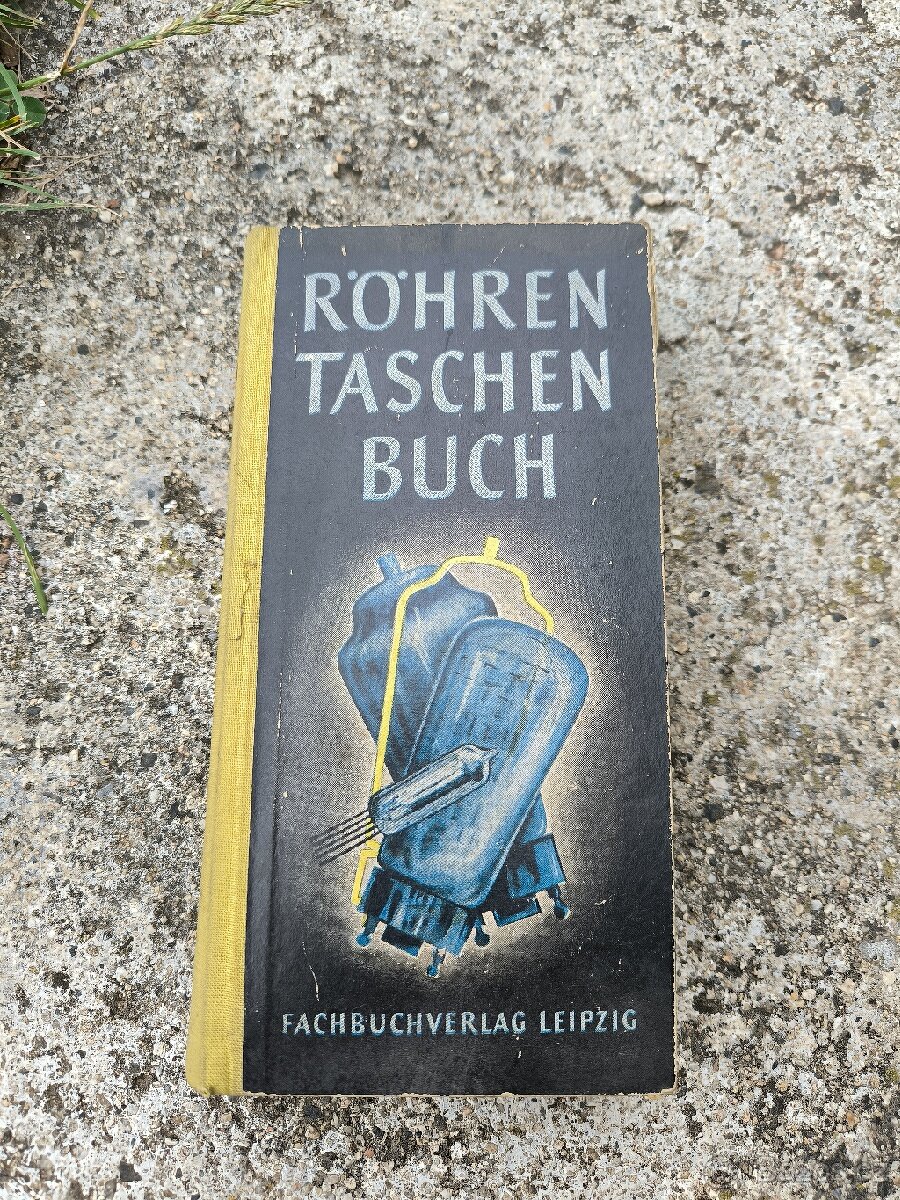 RÖHREN
TASCHEN
BUCH
FACHBUCHVERLAG LEIPZIG